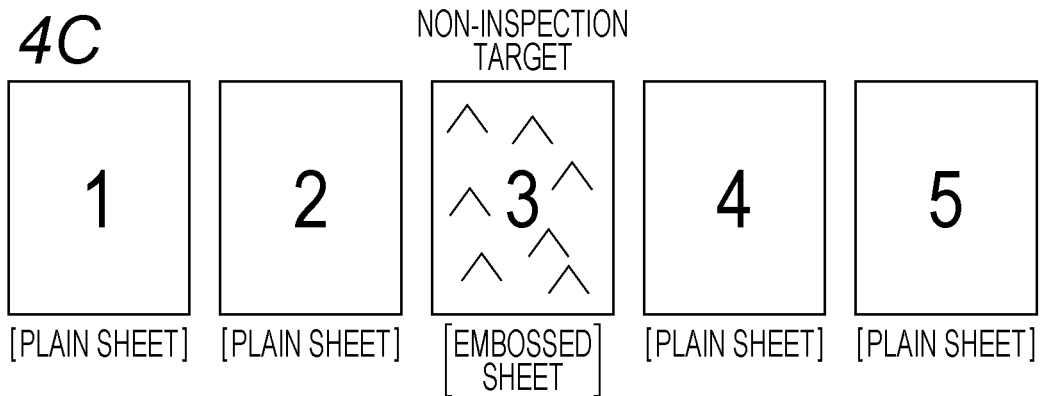 4C
NON-INSPECTION
TARGET
1
2
3
4
5
[PLAIN SHEET]
[PLAIN SHEET]
[EMBOSSED
SHEET]
[PLAIN SHEET]
[PLAIN SHEET]